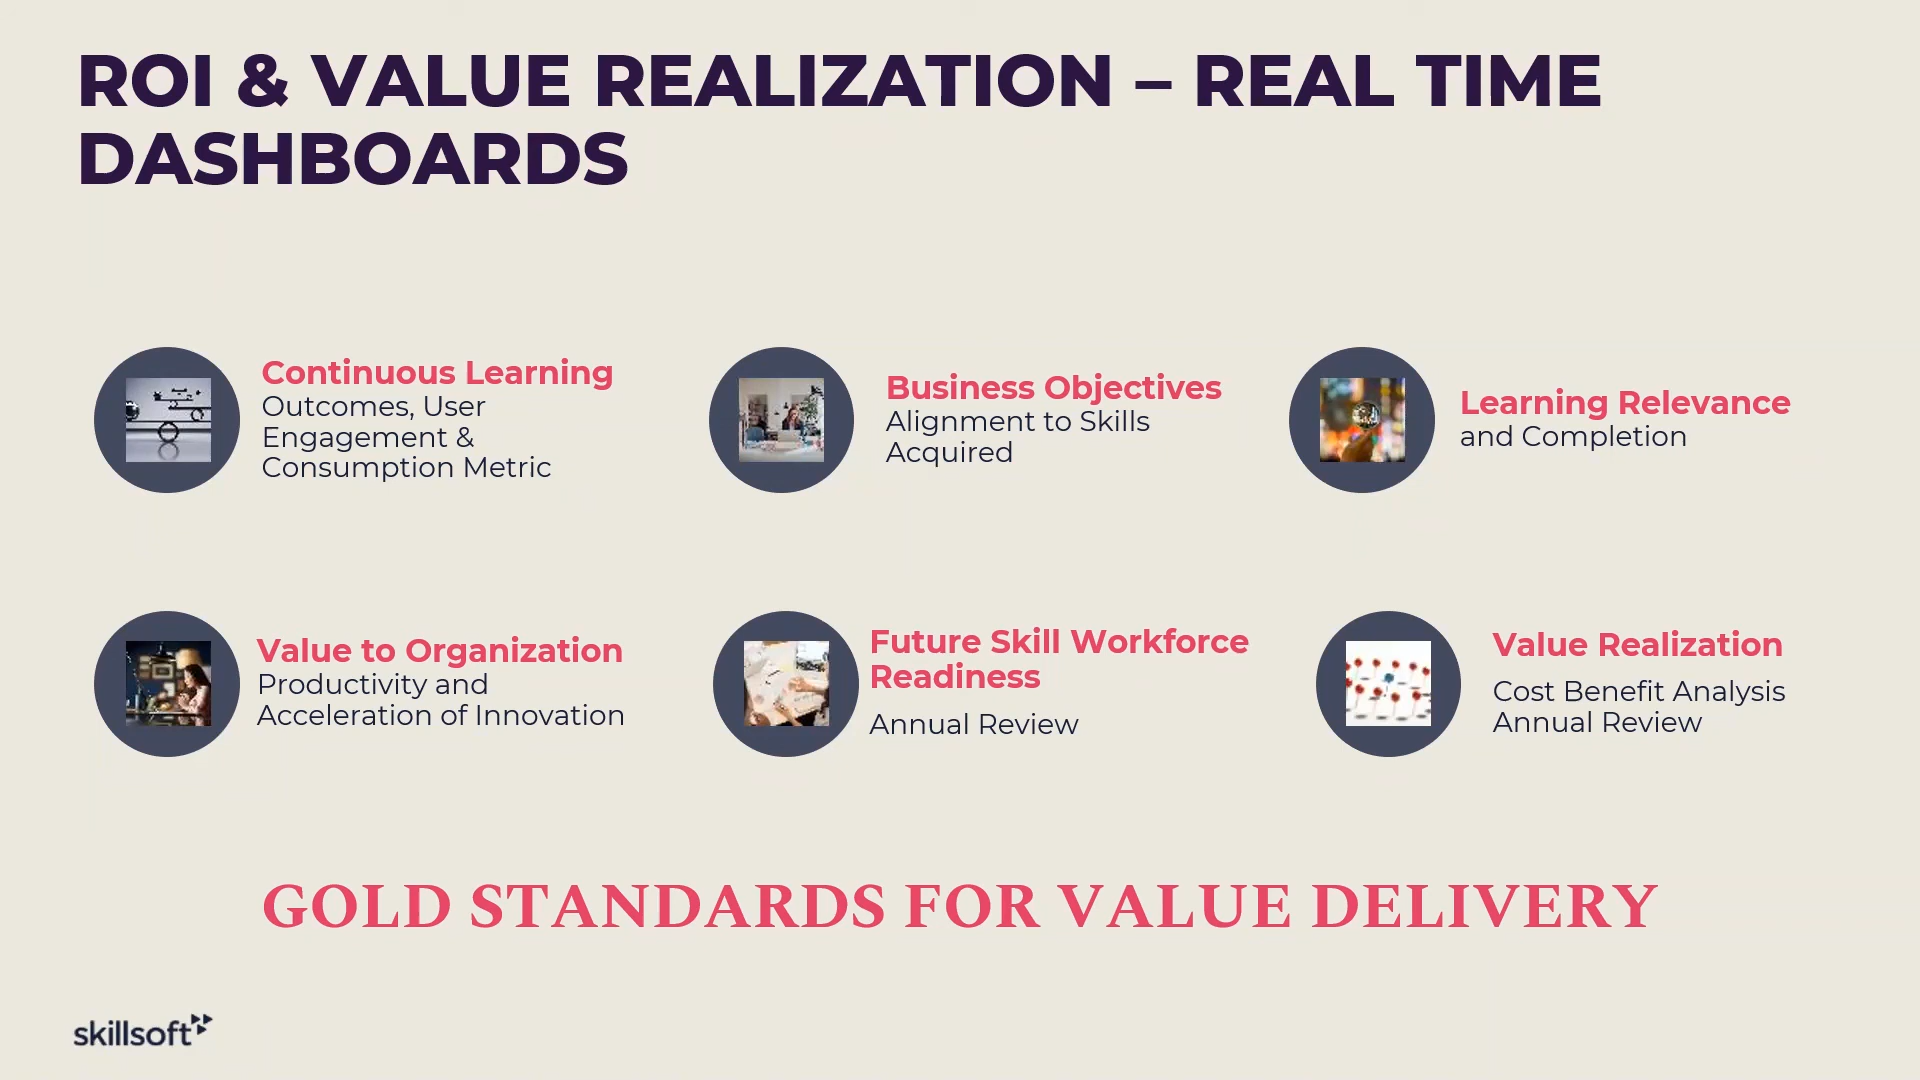 ROI & VALUE REALIZATION – REAL TIME
DASHBOARDS
Continuous Learning
Outcomes, User
Engagement &
Consumption Metric
Business Objectives
Alignment to Skills
Acquired
Learning Relevance
and Completion
Value to Organization
Productivity and
Acceleration of Innovation
Future Skill Workforce
Readiness
Annual Review
Value Realization
Cost Benefit Analysis
Annual Review
GOLD STANDARDS FOR VALUE DELIVERY
skillsoft